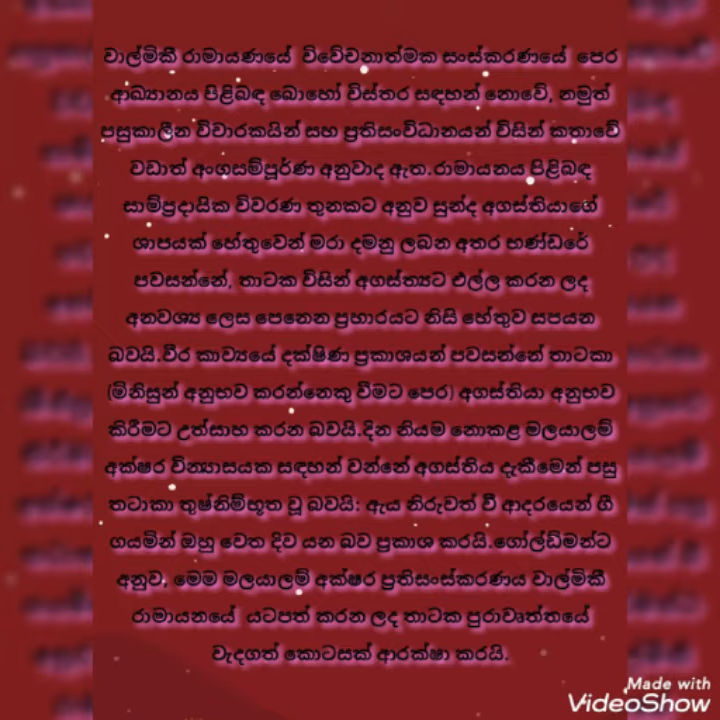 වාල්මිකී රාමායණයේ විවේචනාත්මක සංස්කරණයේ පෙර
ආඛ්‍යානය පිළිබඳ බොහෝ විස්තර සඳහන් නොවේ, නමුත්
පසුකාලීන විචාරකයින් සහ ප්‍රතිසංවිධානයන් විසින් කතාවේ
වඩාත් අංගසම්පූර්ණ අනුවාද ඇත.රාමායනය පිළිබඳ
සාම්ප්‍රදායික විවරණ තුනකට අනුව සුන්ද අගස්තියාගේ
ශාපයක් හේතුවෙන් මරා දමනු ලබන අතර භණ්ඩරේ
පවසන්නේ, තාටක විසින් අගස්ත්‍යට එල්ල කරන ලද
අනවශ්‍ය ලෙස පෙනෙන ප්‍රහාරයට නිසි හේතුව සපයන
බවයි.වීර කාව්‍යයේ දක්ෂිණ ප්‍රකාශයන් පවසන්නේ තාටකා
(මිනිසුන් අනුභව කරන්නෙකු වීමට පෙර) අගස්තියා අනුභව
කිරීමට උත්සාහ කරන බවයි.දින නියම නොකළ මලයාලම්
අක්ෂර වින්‍යාසයක සඳහන් වන්නේ අගස්තිය දැකීමෙන් පසු
තටාකා තුෂ්නිම්භූත වූ බවයි: ඇය නිරුවත් වී ආදරයෙන් ගී
ගයමින් ඔහු වෙත දිව යන බව ප්‍රකාශ කරයි.ගෝල්ඩ්මන්ට
අනුව, මෙම මලයාලම් අක්ෂර ප්‍රතිසංස්කරණය වාල්මිකී
රාමායනයේ යටපත් කරන ලද තාටක පුරාවෘත්තයේ
වැදගත් කොටසක් ආරක්ෂා කරයි.
Made with
VideoShow